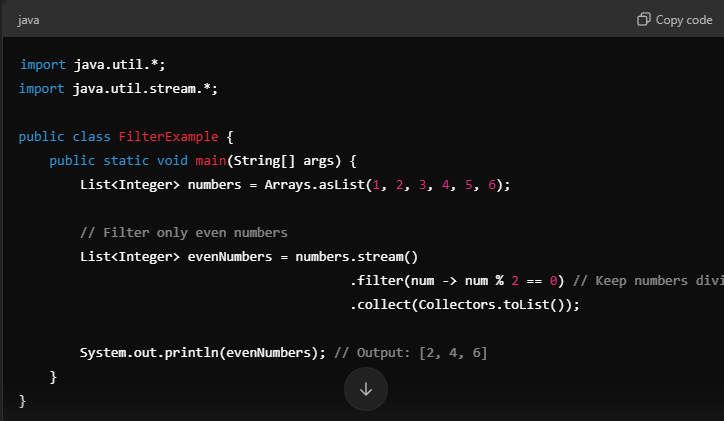 java
Copy code
import java.util.*;
import java.util.stream.*;
public class FilterExample {
public static void main(String[] args) {
List<Integer> numbers = Arrays.asList(1, 2, 3, 4, 5, 6);
// Filter only even numbers
List<Integer> evenNumbers = numbers.stream()
.filter(num -> num % 2 == 0) // Keep numbers divi
.collect(Collectors.toList());
System.out.println(evenNumbers); // Output: [2, 4, 6]
}
}